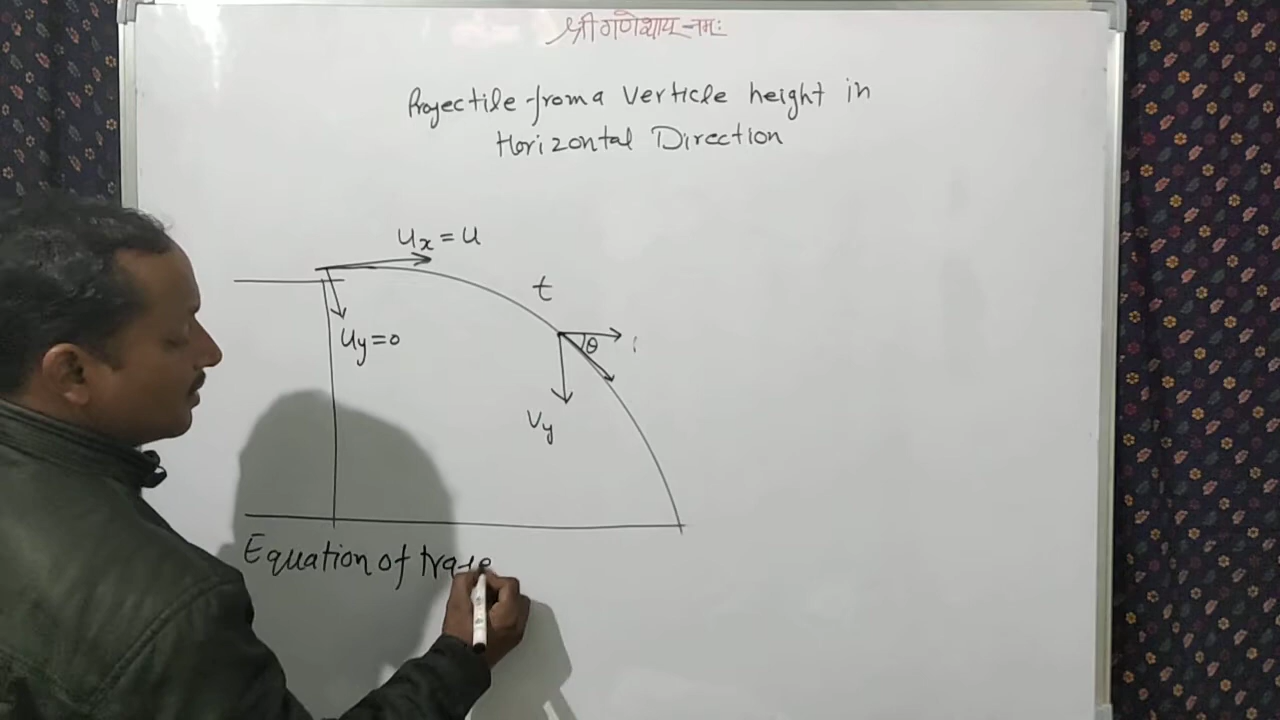 श्री गणेशाय नमः
Projectile from a Verticle height in
Horizontal Direction
ux = u
t
uy = 0
θ
vy
Equation of traje